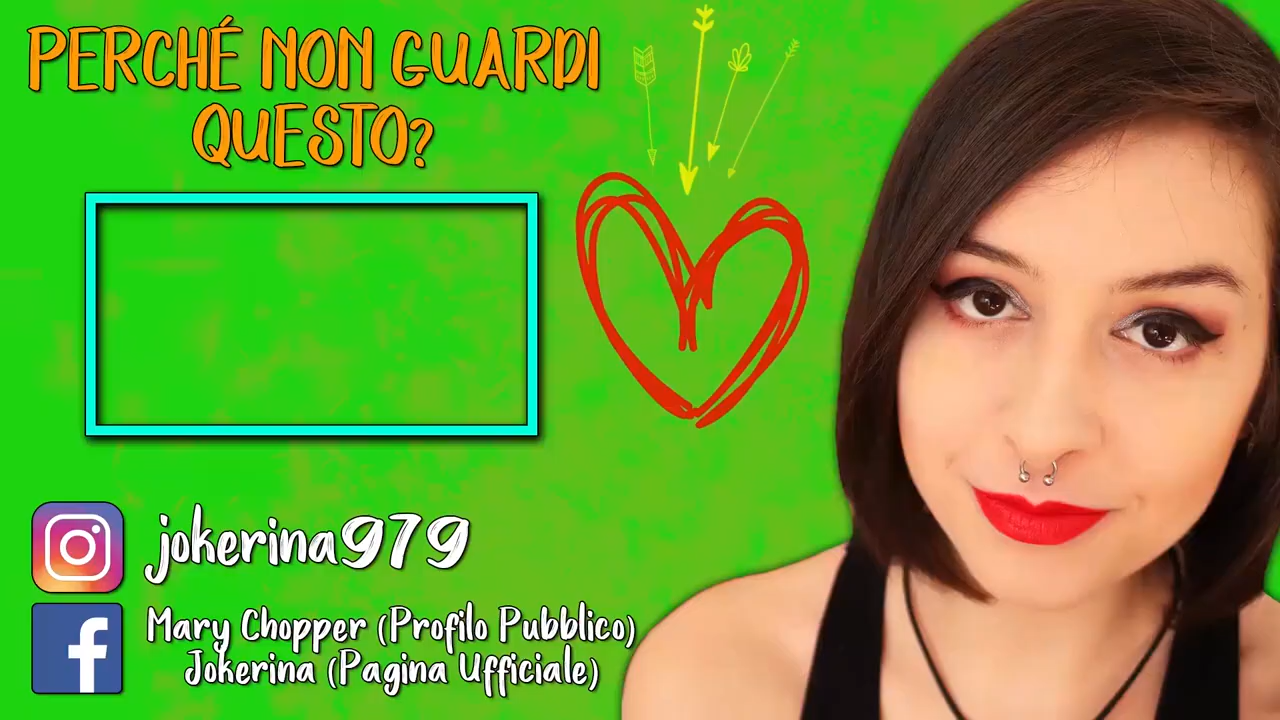 PERCHÉ NON GUARDI
QUESTO?
jokerina979
Mary Chopper (Profilo Pubblico)
Jokerina (Pagina Ufficiale)